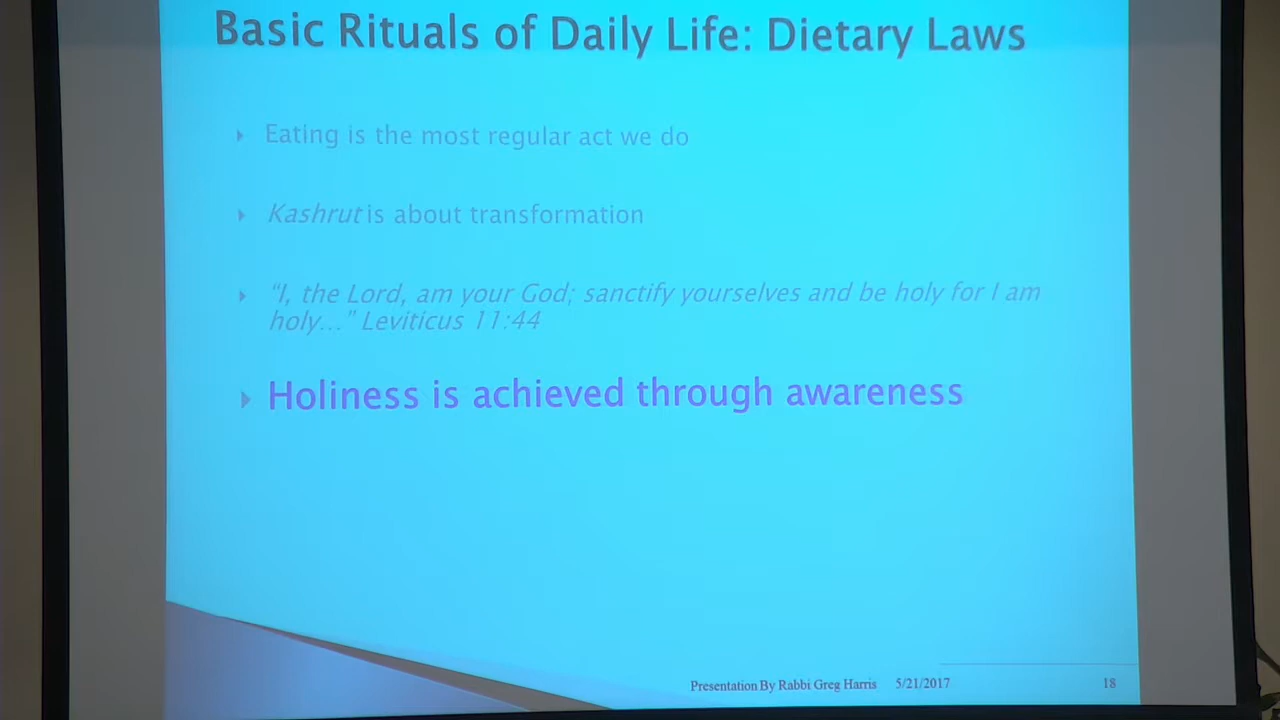 Basic Rituals of Daily Life: Dietary Laws
Eating is the most regular act we do
Kashrut is about transformation
"I, the Lord, am your God; sanctify yourselves and be holy for I am
holy..." Leviticus 11:44
Holiness is achieved through awareness
Presentation By Rabbi Greg Harris 5/21/2017 18